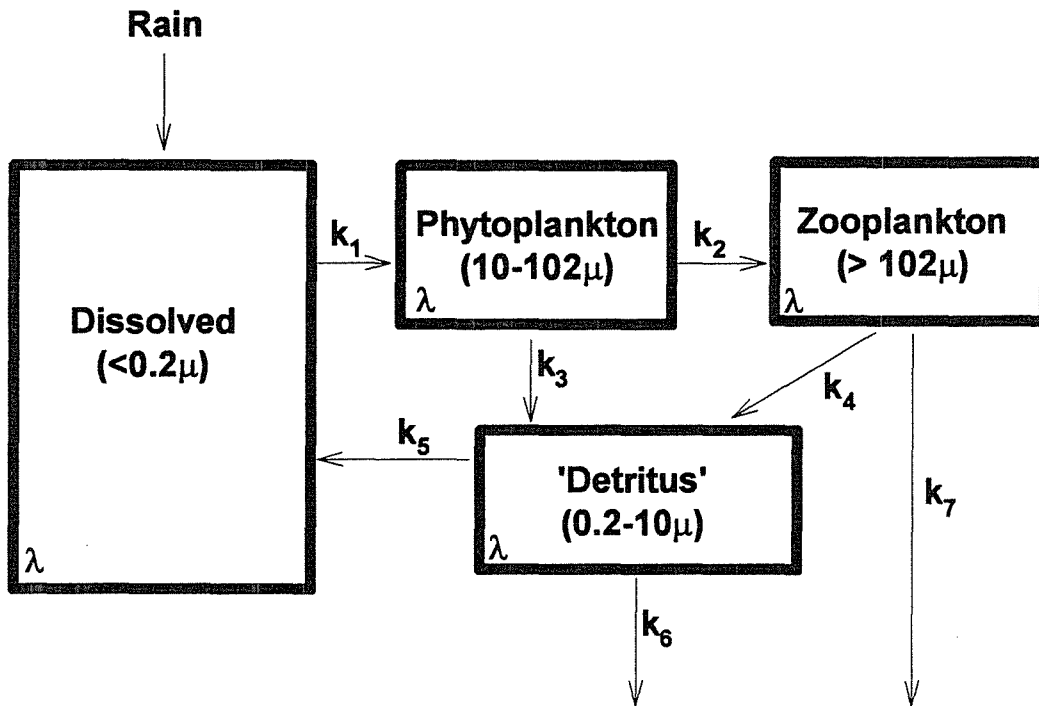 Rain
Dissolved
(<0.2μ)
λ
k1
Phytoplankton
(10-102μ)
λ
k2
Zooplankton
(> 102μ)
λ
k3
k4
k5
'Detritus'
(0.2-10μ)
λ
k6
k7